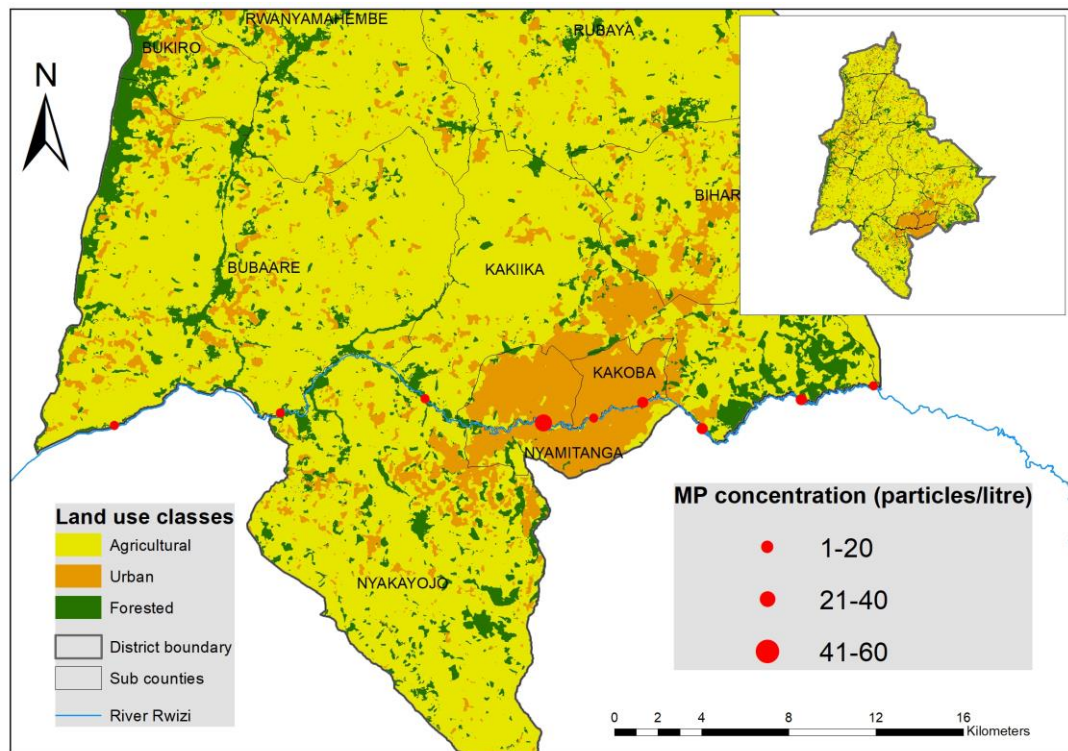 RWANYAMAHEMBE
BUKIRO
RUBAYA
N
BIHAR
BUBAARE
KAKIIKA
KAKOBA
NYAMITANGA
NYAKAYOJO
Land use classes
Agricultural
Urban
Forested
District boundary
Sub counties
River Rwizi
MP concentration (particles/litre)
1-20
21-40
41-60
0 2 4 8 12 16
Kilometers